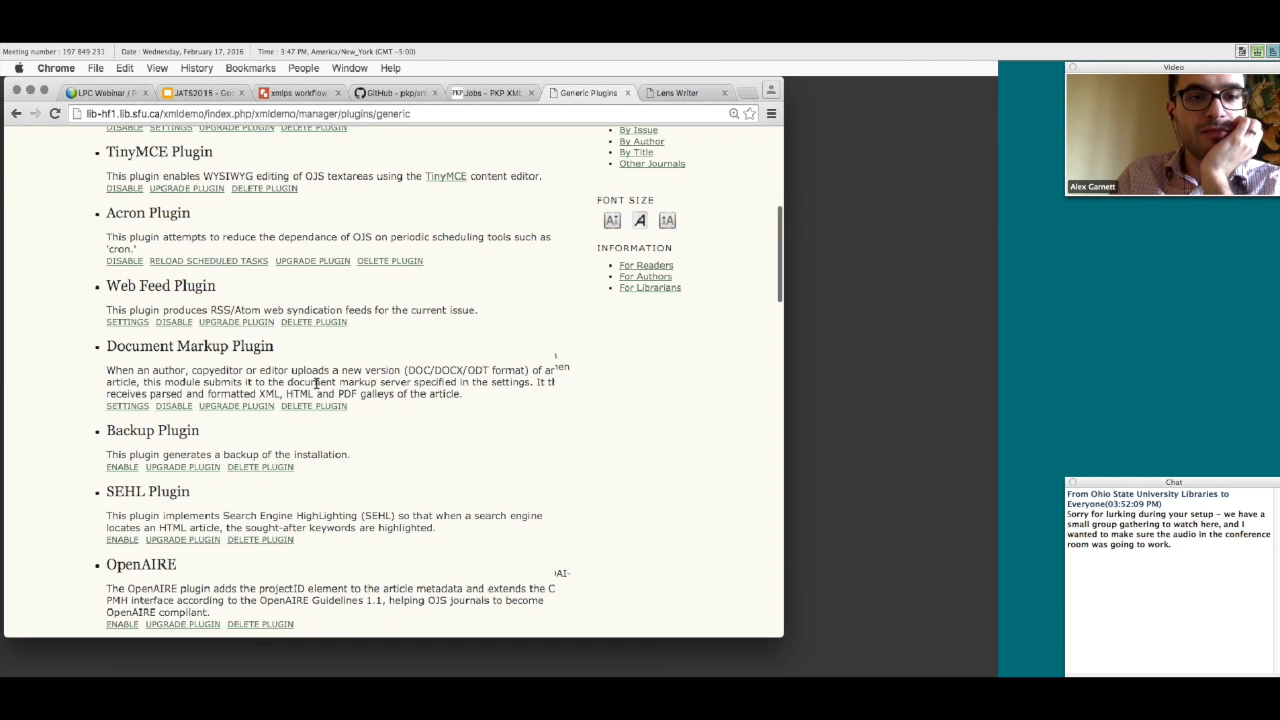 Meeting number : 197 849 231
Date : Wednesday, February 17, 2016
Time : 3:47 PM, America/New_York (GMT -5:00)
Chrome File Edit View History Bookmarks People Window Help
LPC Webinar / P
JATS2015 - Go
xmlps workflow
GitHub - pkp/xm
PKP Jobs - PKP XML
Generic Plugins
Lens Writer
lib-hf1.lib.sfu.ca/xmldemo/index.php/xmldemo/manager/plugins/generic
DISABLE SETTINGS UPGRADE PLUGIN DELETE PLUGIN
TinyMCE Plugin
This plugin enables WYSIWYG editing of OJS textareas using the TinyMCE content editor.
DISABLE UPGRADE PLUGIN DELETE PLUGIN
Acron Plugin
This plugin attempts to reduce the dependance of OJS on periodic scheduling tools such as
'cron.'
DISABLE RELOAD SCHEDULED TASKS UPGRADE PLUGIN DELETE PLUGIN
Web Feed Plugin
This plugin produces RSS/Atom web syndication feeds for the current issue.
SETTINGS DISABLE UPGRADE PLUGIN DELETE PLUGIN
Document Markup Plugin
When an author, copyeditor or editor uploads a new version (DOC/DOCX/ODT format) of
article, this module submits it to the document markup server specified in the settings. It
receives parsed and formatted XML, HTML and PDF galleys of the article.
SETTINGS DISABLE UPGRADE PLUGIN DELETE PLUGIN
Backup Plugin
This plugin generates a backup of the installation.
ENABLE UPGRADE PLUGIN DELETE PLUGIN
SEHL Plugin
This plugin implements Search Engine HighLighting (SEHL) so that when a search engine
locates an HTML article, the sought-after keywords are highlighted.
ENABLE UPGRADE PLUGIN DELETE PLUGIN
OpenAIRE
The OpenAIRE plugin adds the projectID element to the article metadata and extends the
PMH interface according to the OpenAIRE Guidelines 1.1, helping OJS journals to become
OpenAIRE compliant.
ENABLE UPGRADE PLUGIN DELETE PLUGIN
By Issue
By Author
By Title
Other Journals
FONT SIZE
INFORMATION
For Readers
For Authors
For Librarians
Video
Alex Garnett
Chat
From Ohio State University Libraries to
Everyone(03:52:09 PM)
Sorry for lurking during your setup - we have a
small group gathering to watch here, and I
wanted to make sure the audio in the conference
room was going to work.